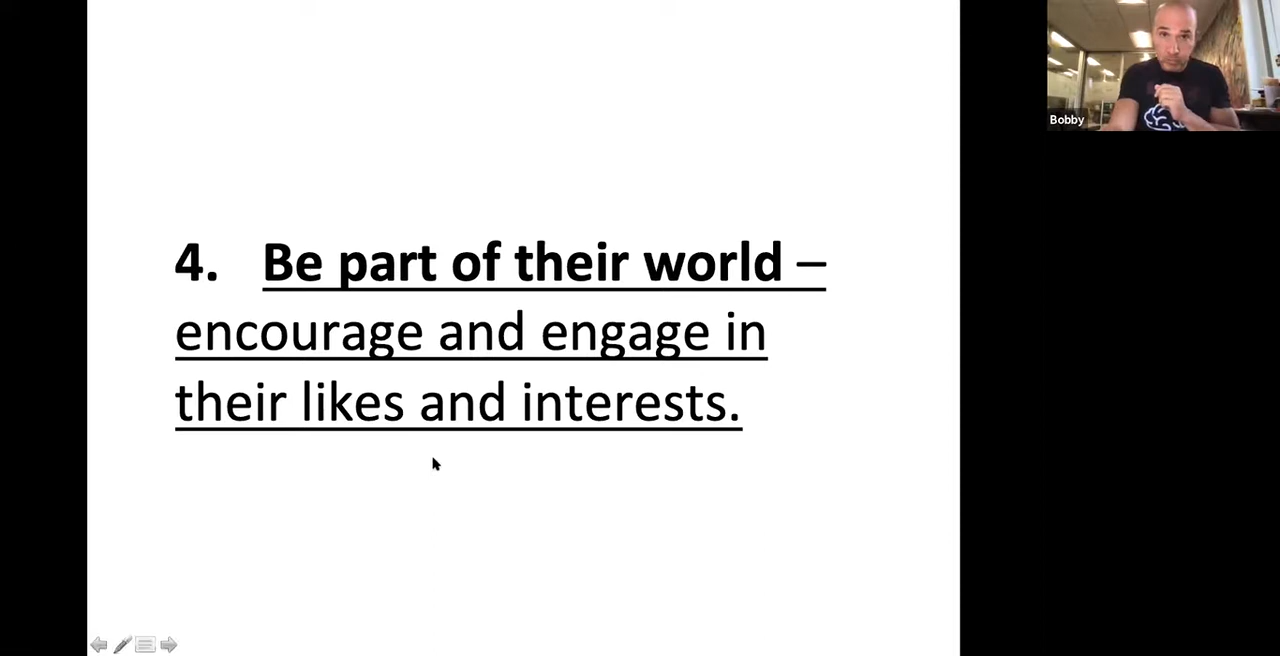 4. Be part of their world –
encourage and engage in
their likes and interests.
Bobby